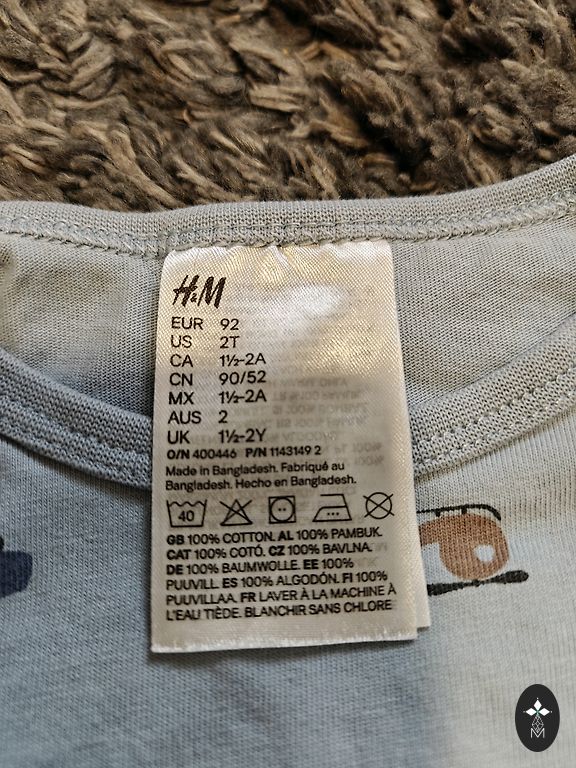 H&M
EUR 92
US 2T
CA 1½-2A
CN 90/52
MX 1½-2A
AUS 2
UK 1½-2Y
O/N 400446 P/N 1143149 2
Made in Bangladesh. Fabriqué au
Bangladesh. Hecho en Bangladesh.
40
GB 100% COTTON. AL 100% PAMBUK.
CAT 100% COTÓ. CZ 100% BAVLNA.
DE 100% BAUMWOLLE. EE 100%
PUUVILL. ES 100% ALGODÓN. FI 100%
PUUVILLAA. FR LAVER À LA MACHINE À
L'EAU TIÈDE. BLANCHIR SANS CHLORE
M